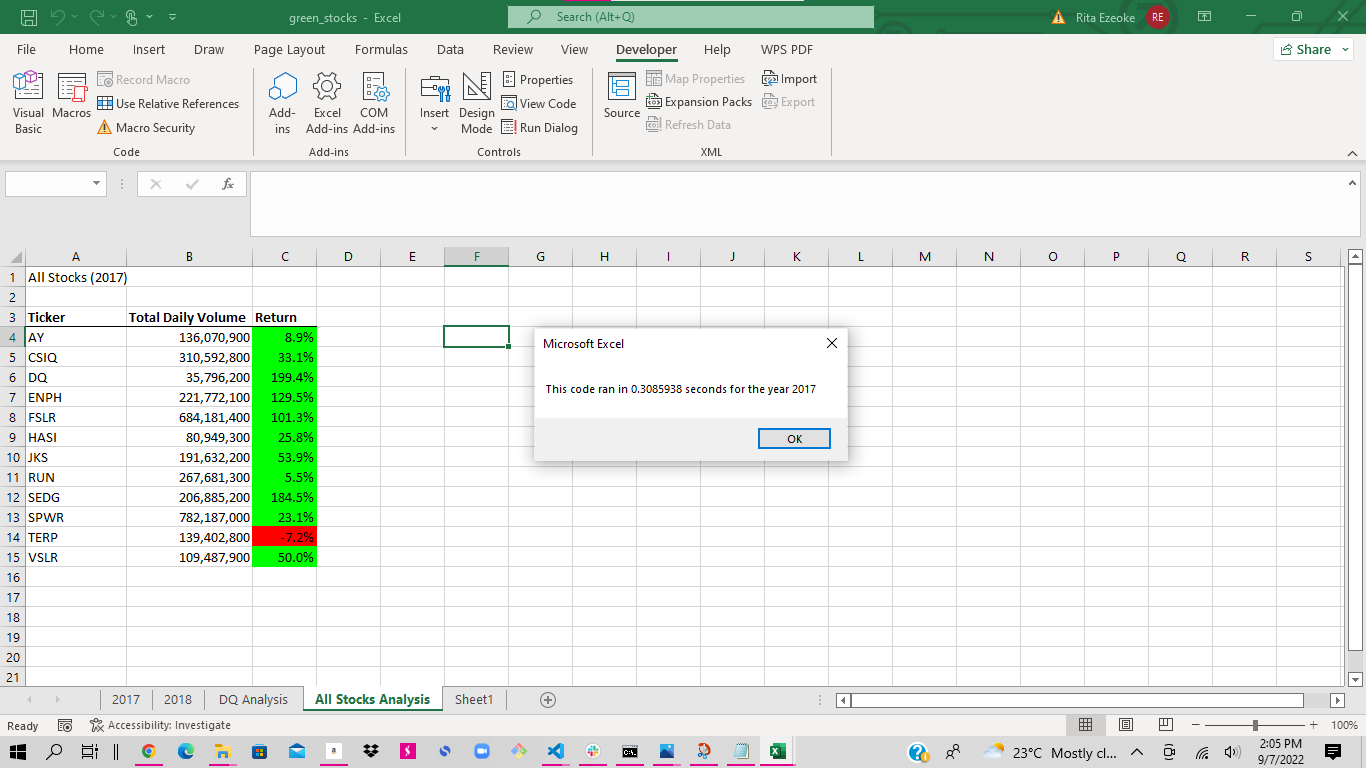 green_stocks - Excel
Search (Alt+Q)
Rita Ezeoke
RE
File Home Insert Draw Page Layout Formulas Data Review View Developer Help WPS PDF
Share
Visual Basic
Macros
Record Macro
Use Relative References
Macro Security
Code
Add-ins
Excel Add-ins
COM Add-ins
Add-ins
Insert
Design Mode
Properties
View Code
Run Dialog
Controls
Source
Map Properties
Expansion Packs
Refresh Data
Import
Export
XML
fx
A B C D E F G H I J K L M N O P Q R S
1 All Stocks (2017)
2
3 Ticker Total Daily Volume Return
4 AY 136,070,900 8.9%
5 CSIQ 310,592,800 33.1%
6 DQ 35,796,200 199.4%
7 ENPH 221,772,100 129.5%
8 FSLR 684,181,400 101.3%
9 HASI 80,949,300 25.8%
10 JKS 191,632,200 53.9%
11 RUN 267,681,300 5.5%
12 SEDG 206,885,200 184.5%
13 SPWR 782,187,000 23.1%
14 TERP 139,402,800 -7.2%
15 VSLR 109,487,900 50.0%
16
17
18
19
20
21
Microsoft Excel
This code ran in 0.3085938 seconds for the year 2017
OK
2017 2018 DQ Analysis All Stocks Analysis Sheet1
Ready Accessibility: Investigate 100%
23°C Mostly cl...
2:05 PM
9/7/2022